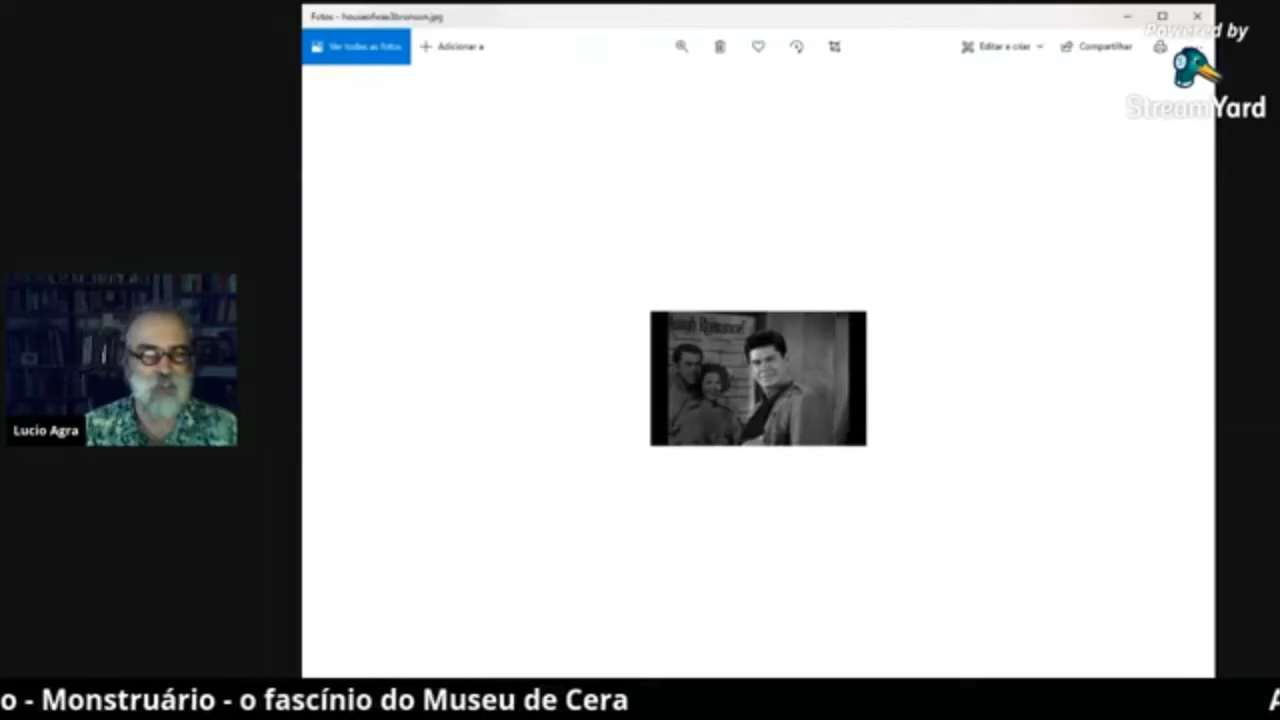 Fotos - houseofwax3bronson.jpg
Ver todas as fotos
Adicionar a
Editar e criar
Compartilhar
Powered by
StreamYard
Romance!
Lucio Agra
o - Monstruário - o fascínio do Museu de Cera
A